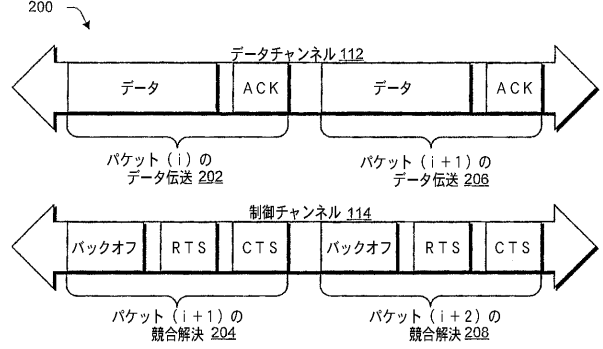 200
データチャンネル 112
データ ACK データ ACK
パケット(i)の パケット(i+1)の
データ伝送 202 データ伝送 206
制御チャンネル 114
バックオフ RTS CTS バックオフ RTS CTS
パケット(i+1)の パケット(i+2)の
競合解決 204 競合解決 208